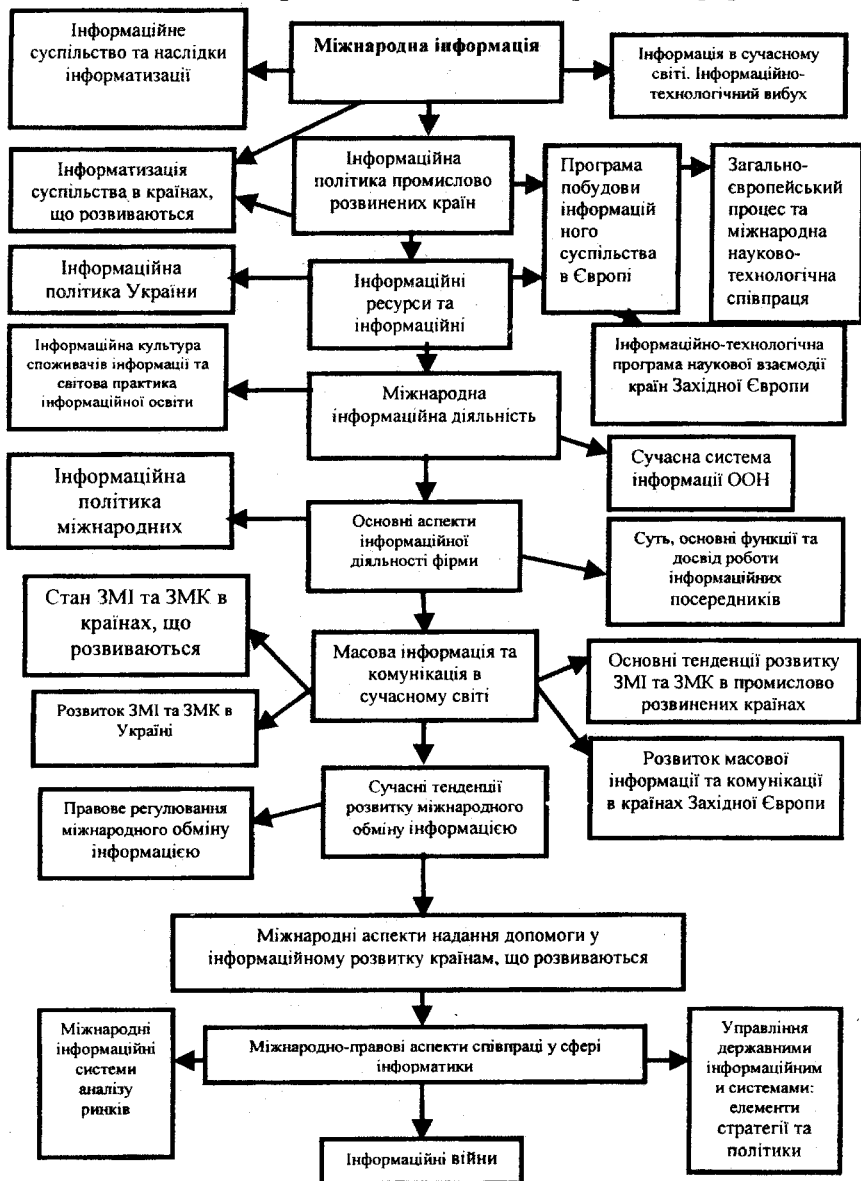 Інформаційне
суспільство та наслідки
інформатизації
Міжнародна інформація
Інформація в сучасному
світі. Інформаційно-
технологічний вибух
Інформатизація
суспільства в країнах,
що розвиваються
Інформаційна
політика промислово
розвинених країн
Програма
побудови
інформацій
ного
суспільства
в Європі
Загально-
європейський
процес та
міжнародна
науково-
технологічна
співпраця
Інформаційна
політика України
Інформаційні
ресурси та
інформаційні
Інформаційна культура
споживачів інформації та
світова практика
інформаційної освіти
Інформаційно-технологічна
програма наукової взаємодії
країн Західної Європи
Міжнародна
інформаційна діяльність
Сучасна система
інформації ООН
Інформаційна
політика
міжнародних
Основні аспекти
інформаційної
діяльності фірми
Суть, основні функції та
досвід роботи
інформаційних
посередників
Стан ЗМІ та ЗМК в
країнах, що
розвиваються
Масова інформація та
комунікація в
сучасному світі
Основні тенденції розвитку
ЗМІ та ЗМК в промислово
розвинених країнах
Розвиток ЗМІ та ЗМК в
Україні
Розвиток масової
інформації та комунікації
в країнах Західної Європи
Сучасні тенденції
розвитку міжнародного
обміну інформацією
Правове регулювання
міжнародного обміну
інформацією
Міжнародні аспекти надання допомоги у
інформаційному розвитку країнам, що розвиваються
Міжнародні
інформаційні
системи
аналізу
ринків
Міжнародно-правові аспекти співпраці у сфері
інформатики
Управління
державними
інформаційним
и системами:
елементи
стратегії та
політики
Інформаційні війни